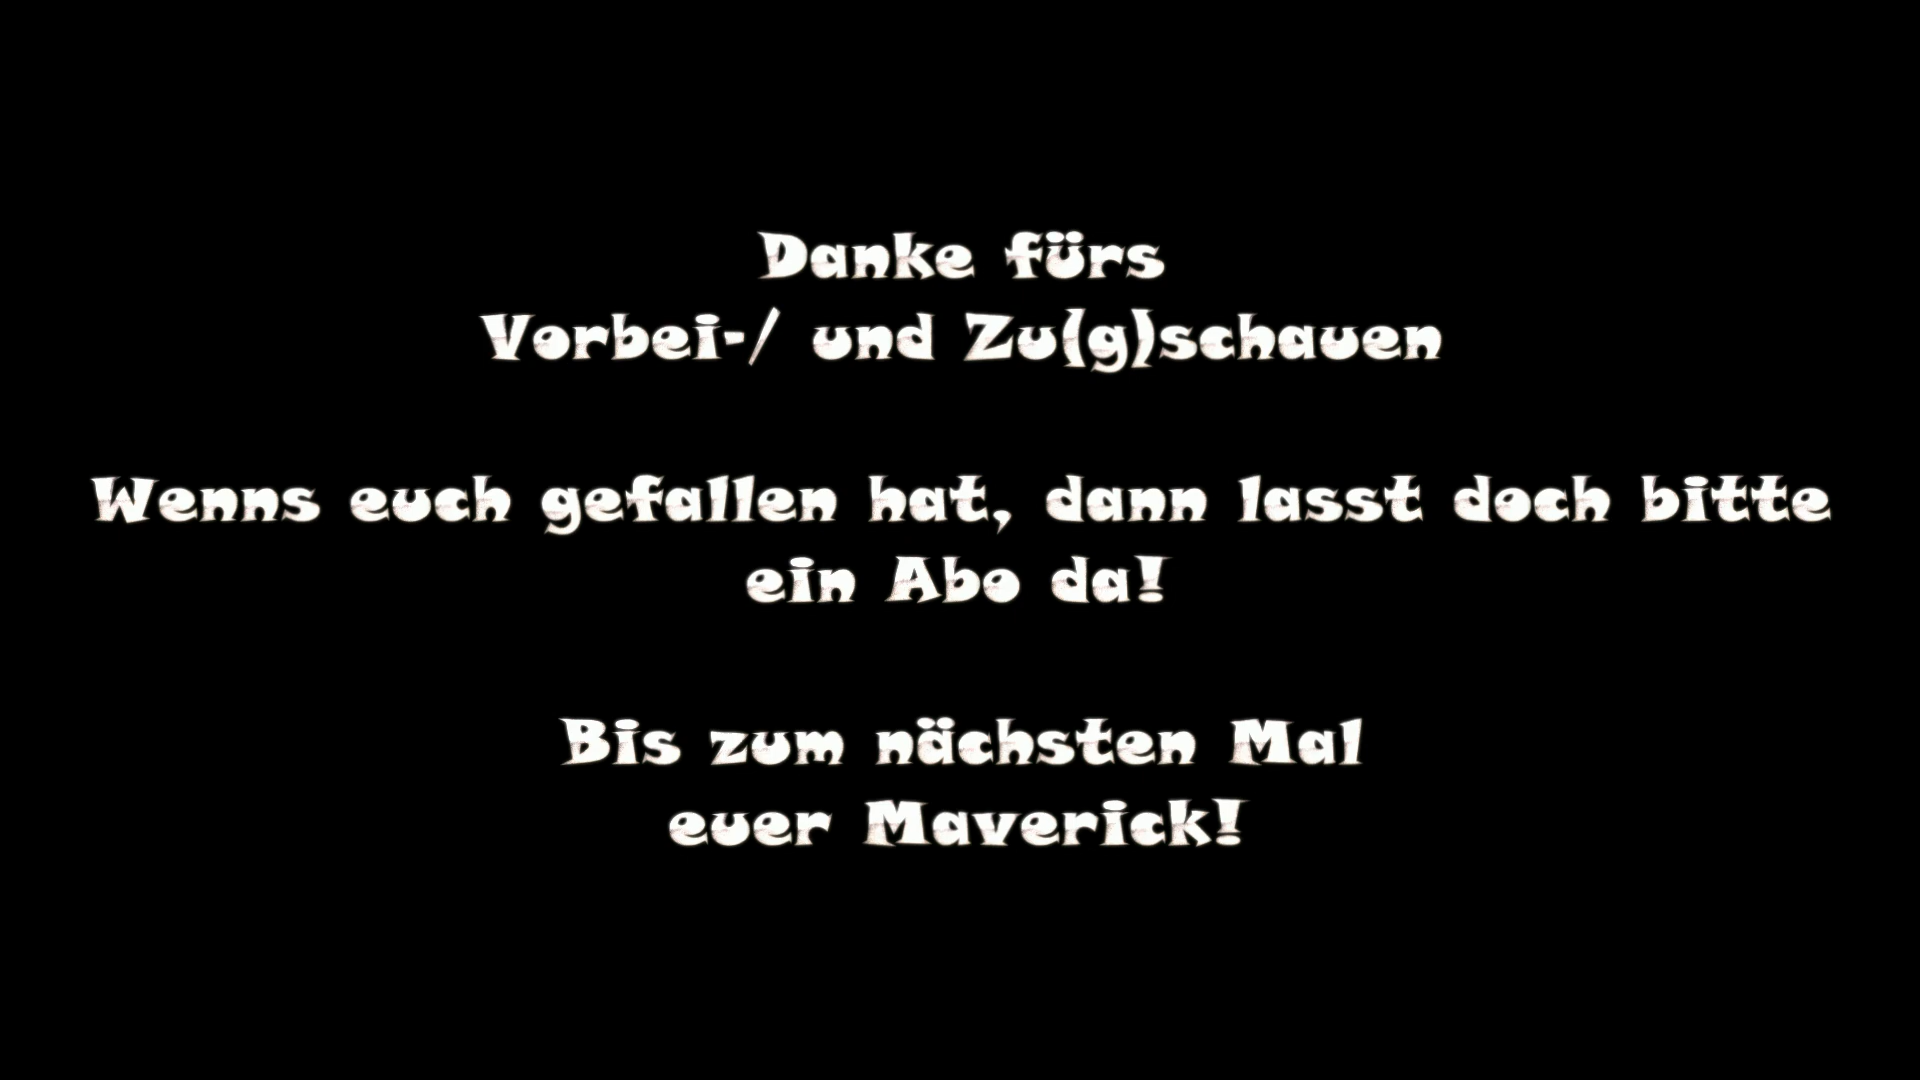 Danke fürs
Vorbei-/ und Zu(g)schauen
Wenns euch gefallen hat, dann lasst doch bitte
ein Abo da!
Bis zum nächsten Mal
euer Maverick!